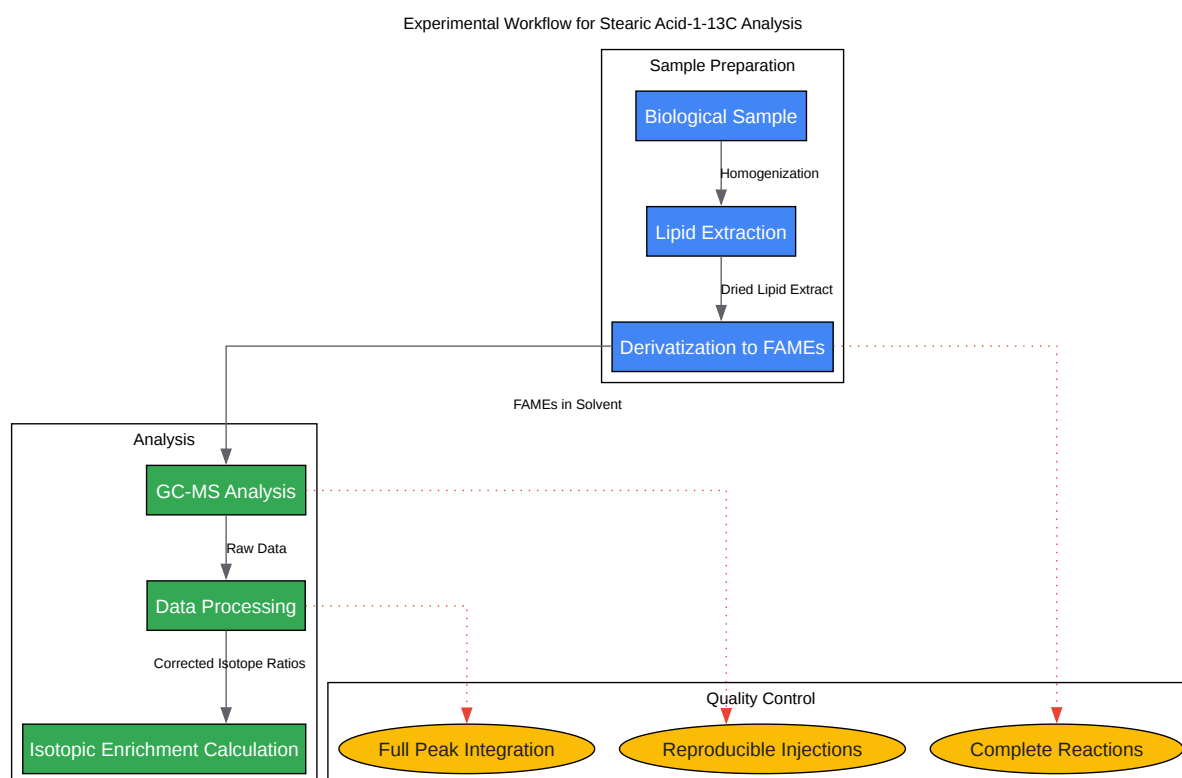 Experimental Workflow for Stearic Acid-1-13C Analysis
Sample Preparation
Biological Sample
Homogenization
Lipid Extraction
Dried Lipid Extract
Derivatization to FAMEs
FAMEs in Solvent
Analysis
GC-MS Analysis
Raw Data
Data Processing
Corrected Isotope Ratios
Isotopic Enrichment Calculation
Quality Control
Full Peak Integration
Reproducible Injections
Complete Reactions